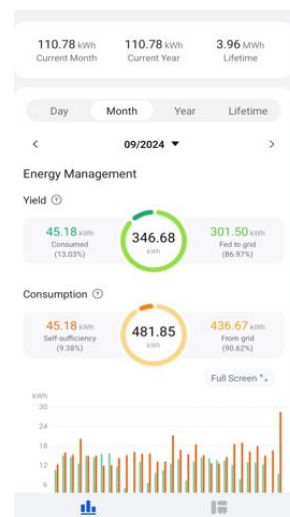 110.78 kWh 110.78 kWh 3.96 MWh
Current Month Current Year Lifetime
Day Month Year Lifetime
< 09/2024 ▼ >
Energy Management
Yield
45.18 kWh 346.68 301.50 kWh
Consumed kWh Fed to grid
(13.03%) (86.97%)
Consumption
45.18 kWh 481.85 436.67 kWh
Self-sufficiency kWh From grid
(9.38%) (90.62%)
Full Screen
kWh
30
24
18
12
6